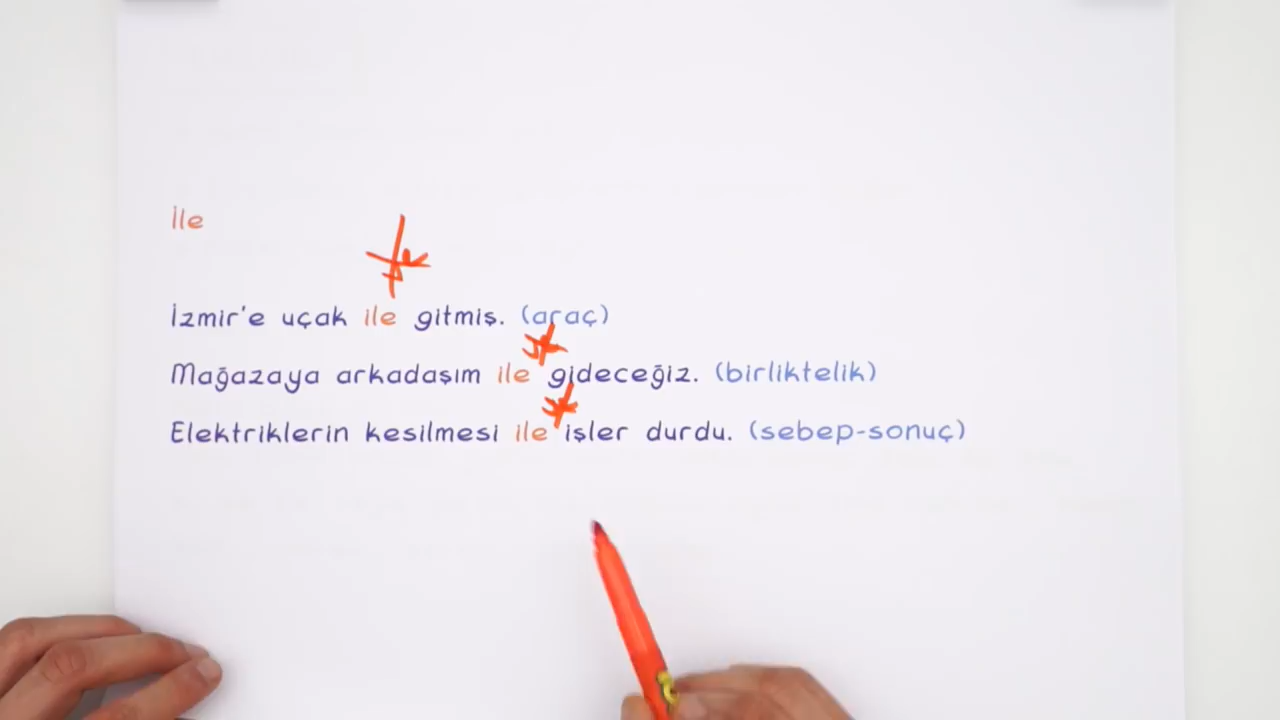 İle
İzmir'e uçak ile gitmiş. (araç)
Mağazaya arkadaşım ile gideceğiz. (birliktelik)
Elektriklerin kesilmesi ile işler durdu. (sebep-sonuç)